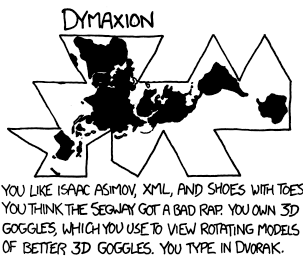 DYMAXION
YOU LIKE ISAAC ASIMOV, XML, AND SHOES WITH TOES
YOU THINK THE SEGWAY GOT A BAD RAP. YOU OWN 3D
GOGGLES, WHICH YOU USE TO VIEW ROTATING MODELS
OF BETTER 3D GOGGLES. YOU TYPE IN DVORAK.